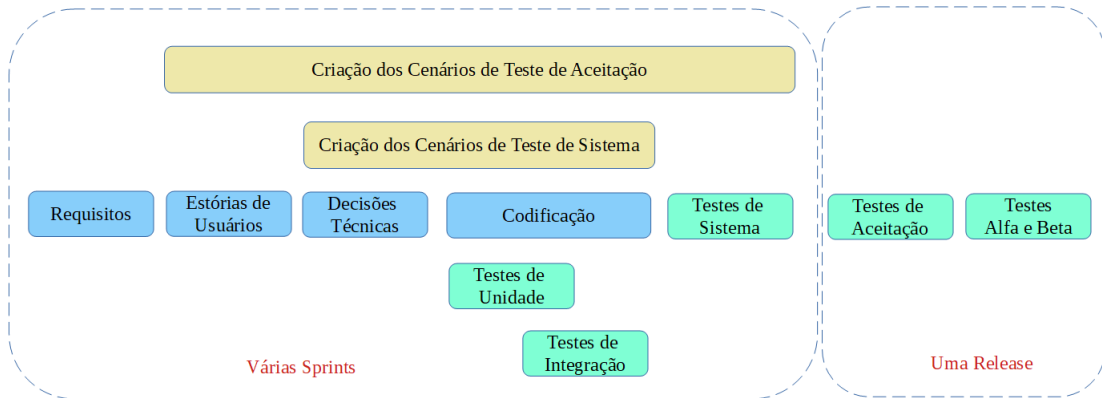 Criação dos Cenários de Teste de Aceitação
Criação dos Cenários de Teste de Sistema
Requisitos
Estórias de
Usuários
Decisões
Técnicas
Codificação
Testes de
Sistema
Testes de
Aceitação
Testes
Alfa e Beta
Testes de
Unidade
Testes de
Integração
Várias Sprints
Uma Release